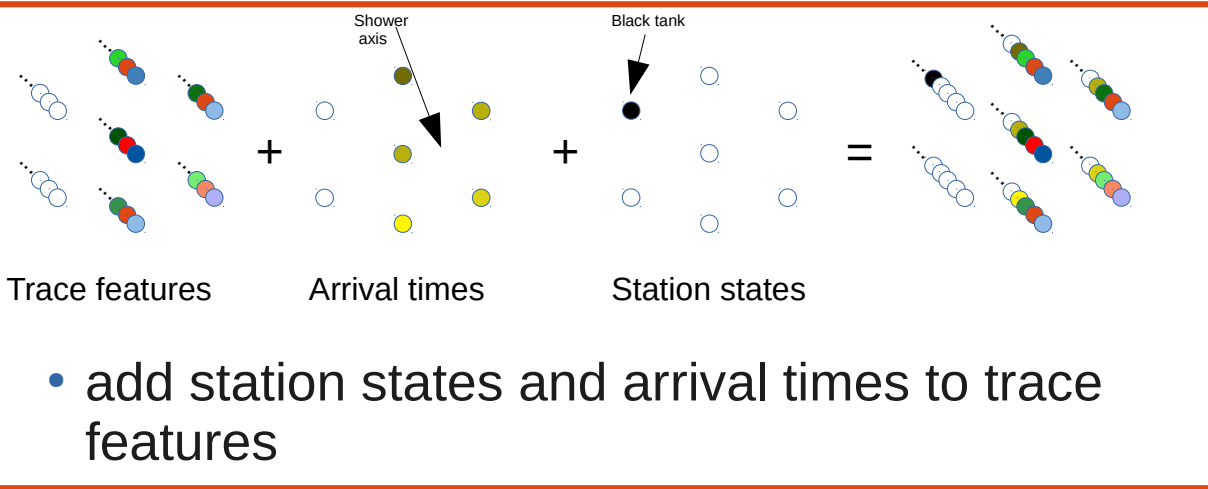 Shower
axis
Black tank
+
+
=
Trace features
Arrival times
Station states
• add station states and arrival times to trace
features